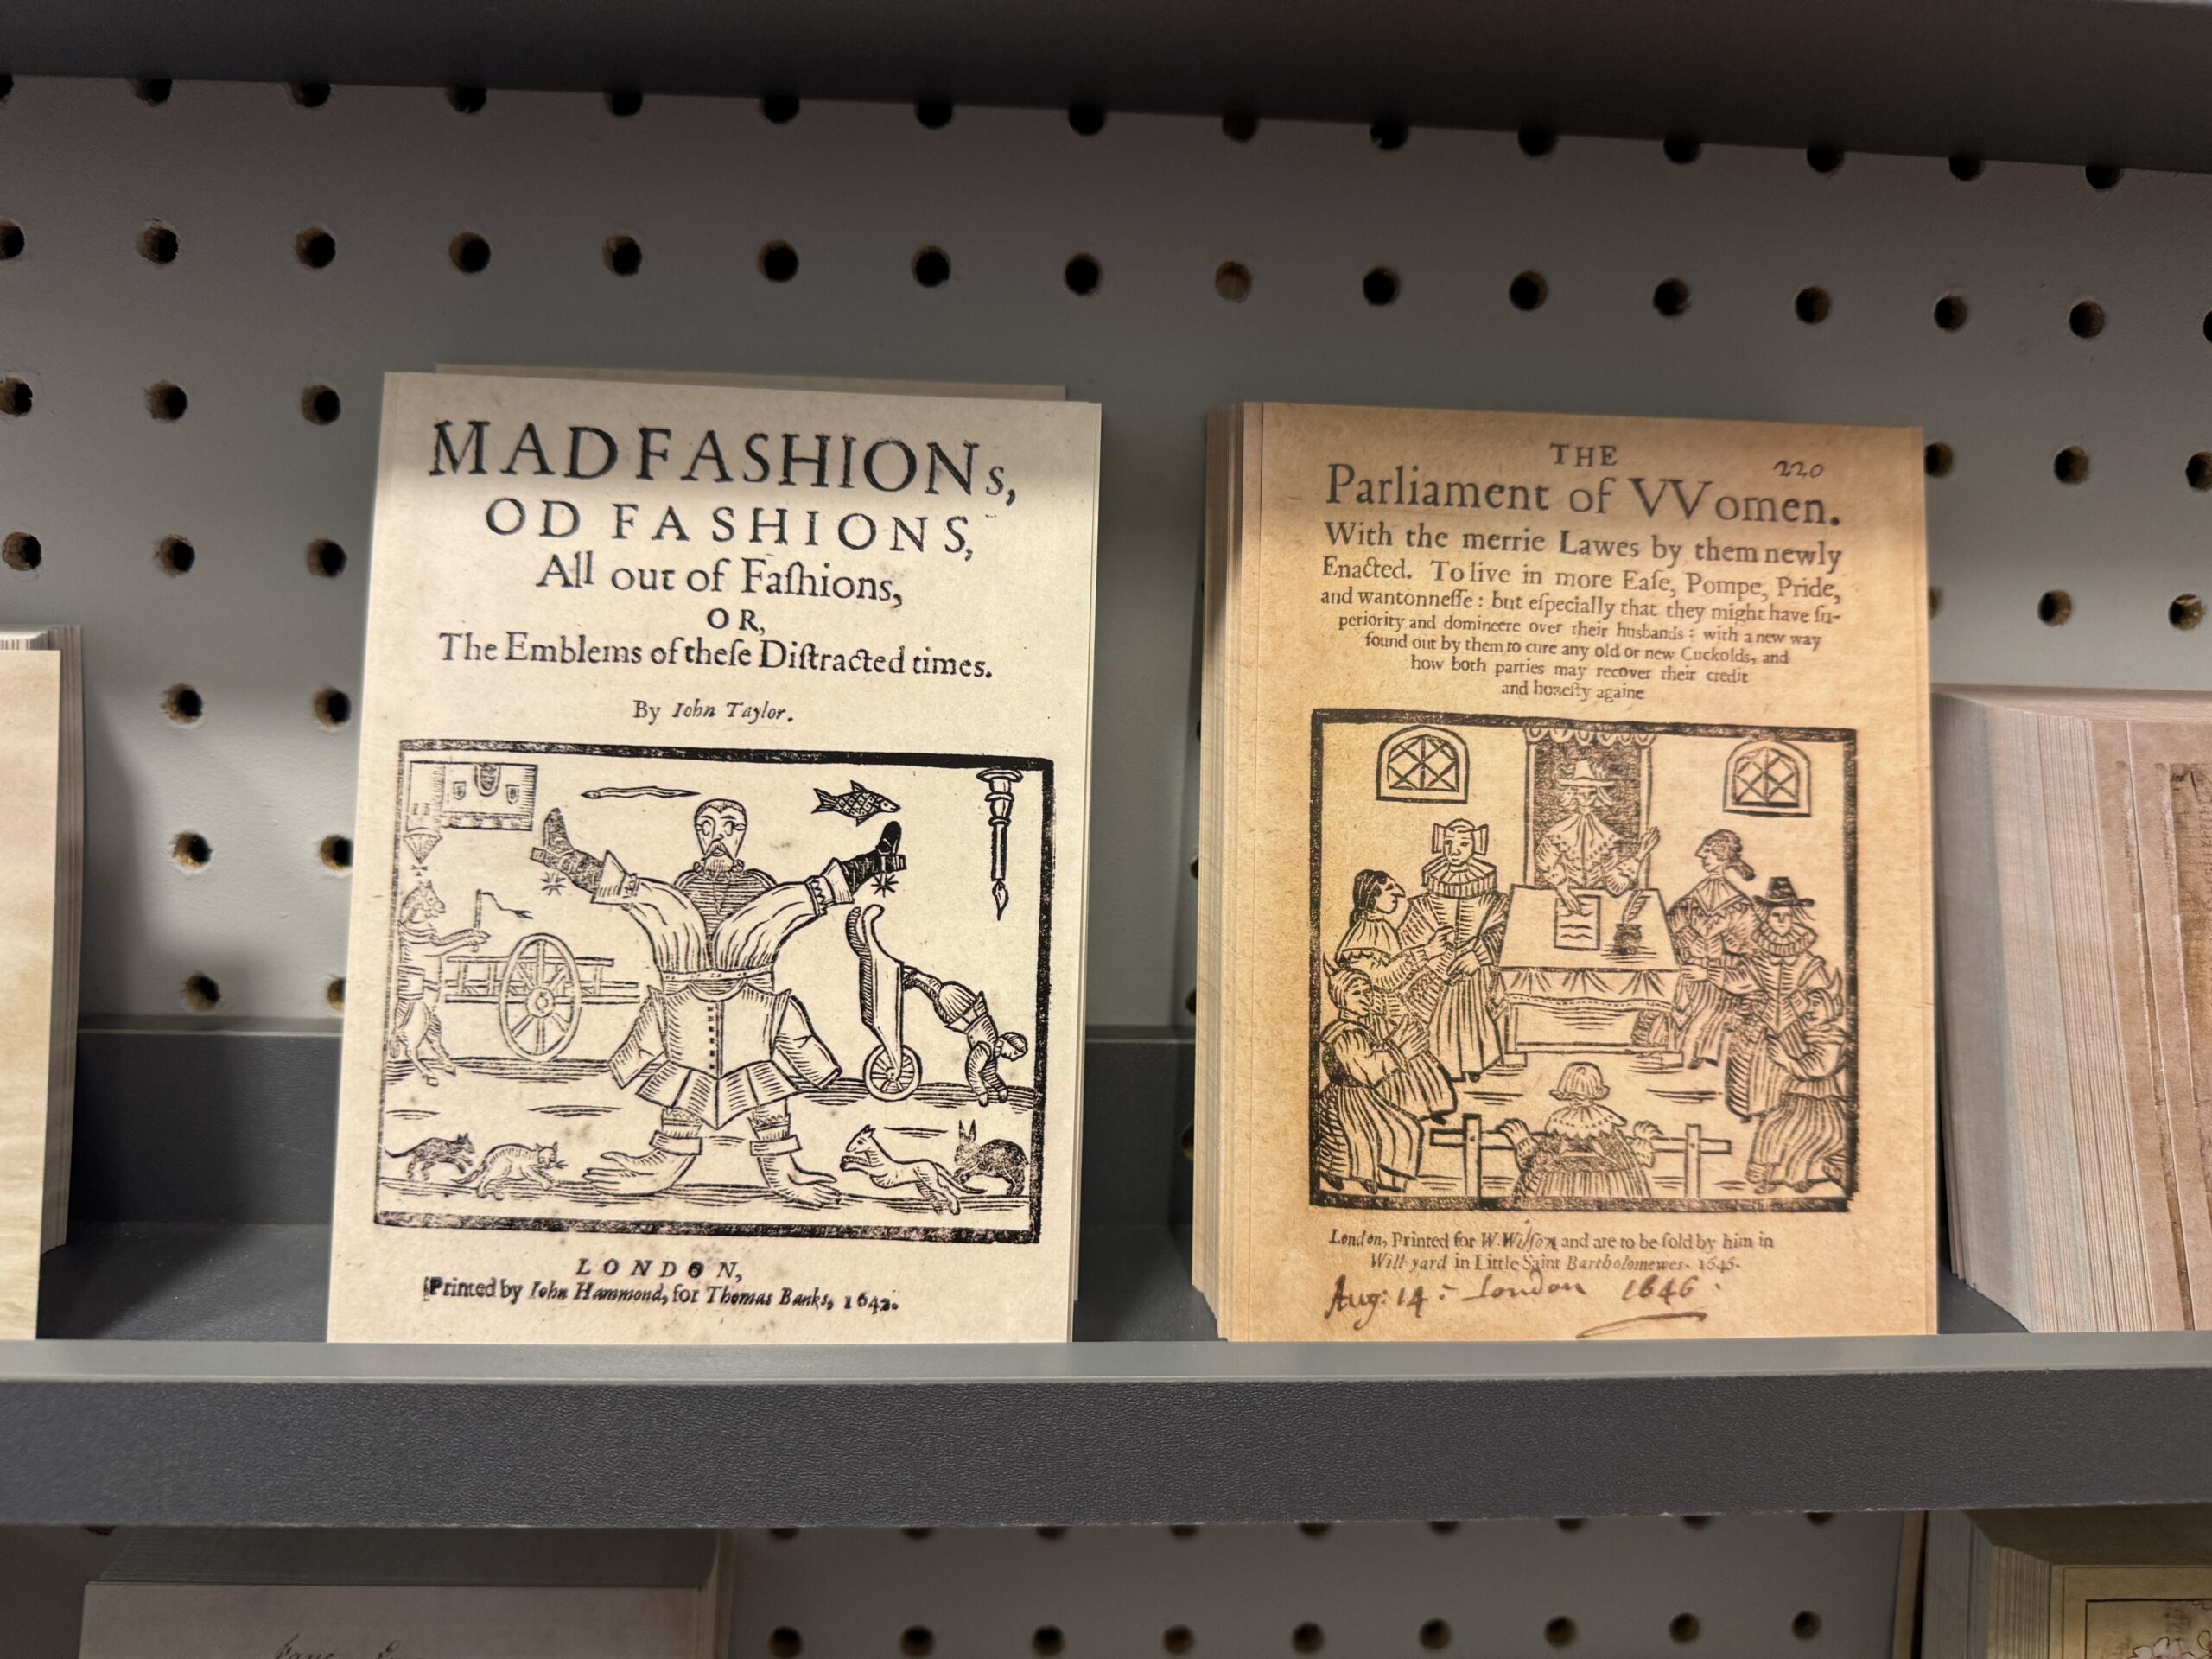 MAD FASHIONs,
OD FASHIONS,
All out of Faſhions,
OR,
The Emblems of theſe Diſtracted times.
By Iohn Taylor.
LONDON,
Printed by Iohn Hammond, for Thomas Banks, 1642.
THE
220
Parliament of VVomen.
With the merrie Lawes by them newly
Enacted. To live in more Eaſe, Pompe, Pride,
and wantonneſſe : but eſpecially that they might have ſu-
periority and domineere over their husbands : with a new way
found out by them to cure any old or new Cuckolds, and
how both parties may recover their credit
and honeſty againe
London, Printed for W. Wilſon and are to be ſold by him in
Will-yard in Little Saint Bartholomewes. 1646.
Aug: 14 : London 1646